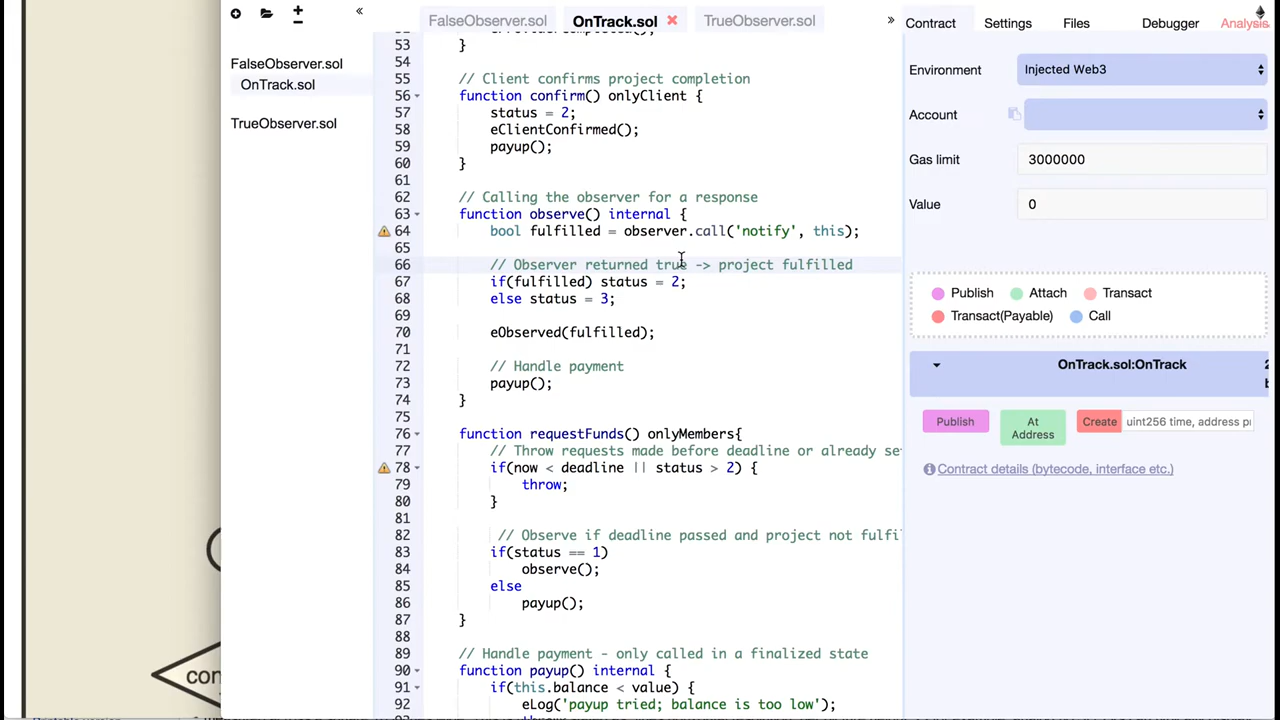 «
FalseObserver.sol
OnTrack.sol
TrueObserver.sol
FalseObserver.sol
OnTrack.sol
TrueObserver.sol
»
53 }
54
55 // Client confirms project completion
56 function confirm() onlyClient {
57 status = 2;
58 eClientConfirmed();
59 payup();
60 }
61
62 // Calling the observer for a response
63 function observe() internal {
64 bool fulfilled = observer.call('notify', this);
65
66 // Observer returned true -> project fulfilled
67 if(fulfilled) status = 2;
68 else status = 3;
69
70 eObserved(fulfilled);
71
72 // Handle payment
73 payup();
74 }
75
76 function requestFunds() onlyMembers{
77 // Throw requests made before deadline or already se
78 if(now < deadline || status > 2) {
79 throw;
80 }
81
82 // Observe if deadline passed and project not fulfi
83 if(status == 1)
84 observe();
85 else
86 payup();
87 }
88
89 // Handle payment - only called in a finalized state
90 function payup() internal {
91 if(this.balance < value) {
92 eLog('payup tried; balance is too low');
Contract Settings Files Debugger Analysis
Environment Injected Web3
Account
Gas limit 3000000
Value 0
Publish Attach Transact
Transact(Payable) Call
OnTrack.sol:OnTrack
Publish
At Address
Create uint256 time, address
Contract details (bytecode, interface etc.)
con